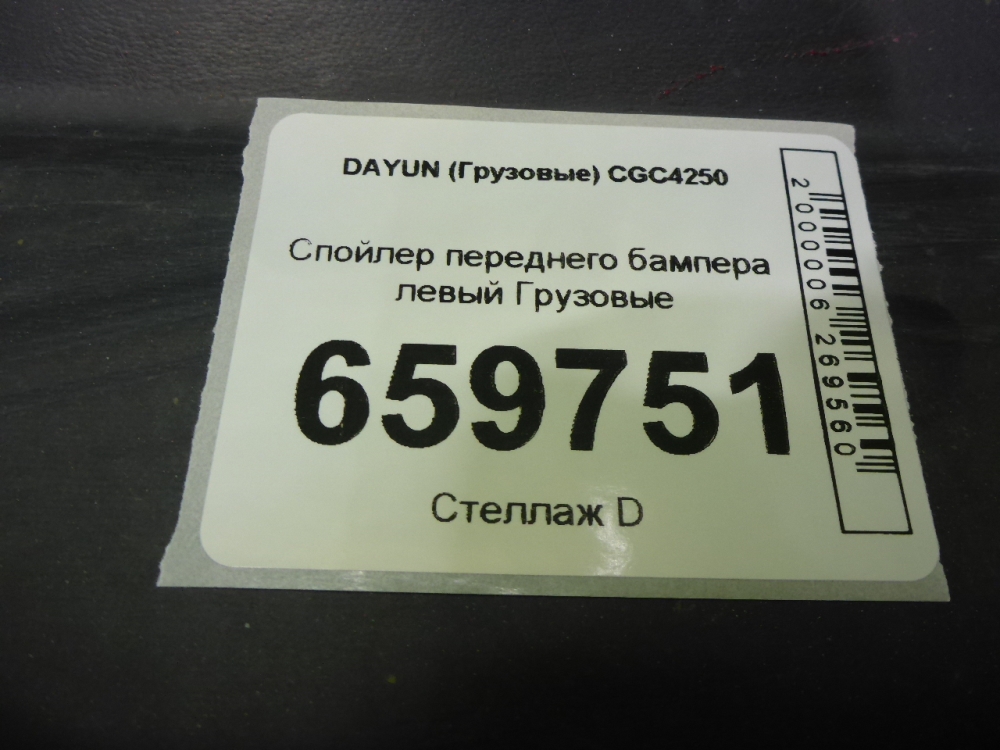 DAYUN (Грузовые) CGC4250
Спойлер переднего бампера
левый Грузовые
659751
Стеллаж D
2000006269560